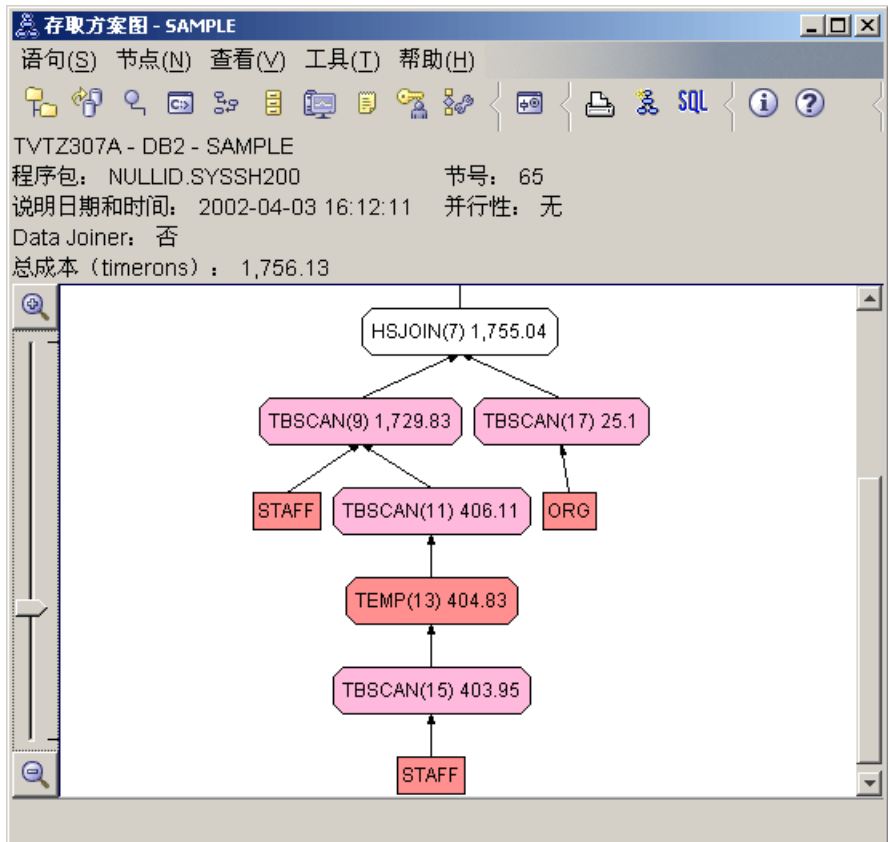 存取方案图 - SAMPLE
语句(S) 节点(N) 查看(V) 工具(T) 帮助(H)
SQL
TVTZ307A - DB2 - SAMPLE
程序包： NULLID.SYSSH200 节号： 65
说明日期和时间： 2002-04-03 16:12:11 并行性： 无
Data Joiner： 否
总成本（timerons）： 1,756.13
HSJOIN(7) 1,755.04
TBSCAN(9) 1,729.83 TBSCAN(17) 25.1
STAFF TBSCAN(11) 406.11 ORG
TEMP(13) 404.83
TBSCAN(15) 403.95
STAFF